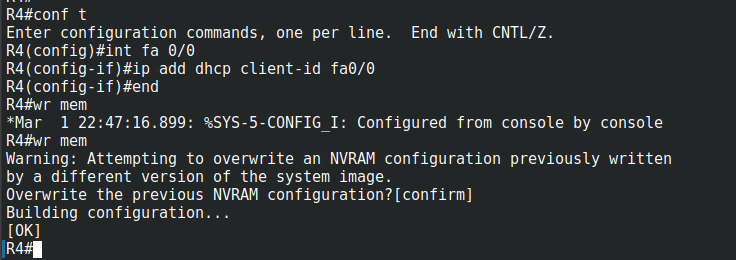 R4#conf t
Enter configuration commands, one per line.  End with CNTL/Z.
R4(config)#int fa 0/0
R4(config-if)#ip add dhcp client-id fa0/0
R4(config-if)#end
R4#wr mem
*Mar  1 22:47:16.899: %SYS-5-CONFIG_I: Configured from console by console
R4#wr mem
Warning: Attempting to overwrite an NVRAM configuration previously written
by a different version of the system image.
Overwrite the previous NVRAM configuration?[confirm]
Building configuration...
[OK]
R4#